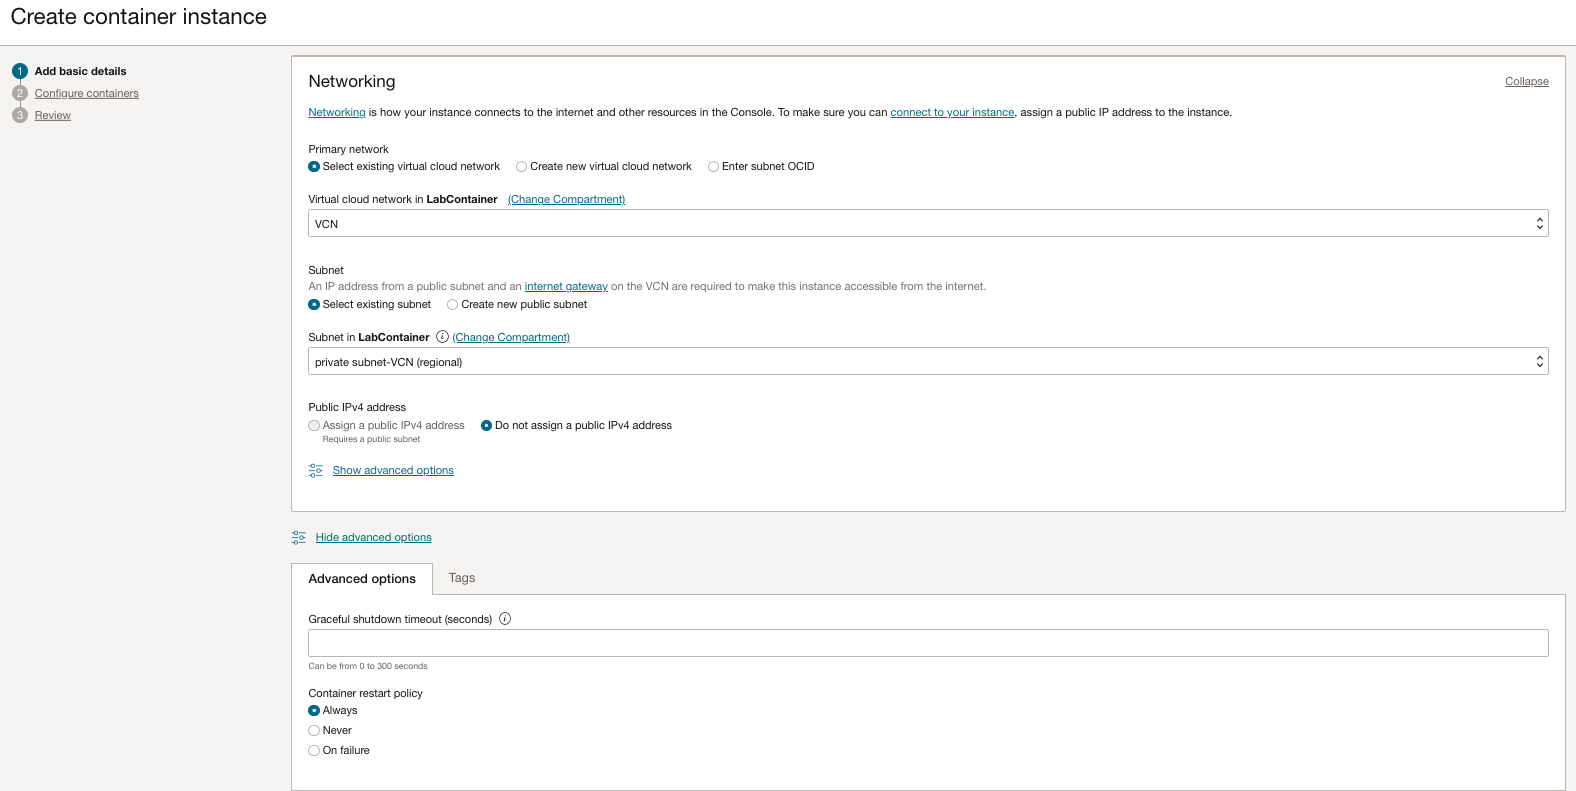 Create container instance
1 Add basic details
2 Configure containers
3 Review
Networking
Collapse
Networking is how your instance connects to the internet and other resources in the Console. To make sure you can connect to your instance, assign a public IP address to the instance.
Primary network
Select existing virtual cloud network Create new virtual cloud network Enter subnet OCID
Virtual cloud network in LabContainer (Change Compartment)
VCN
Subnet
An IP address from a public subnet and an internet gateway on the VCN are required to make this instance accessible from the internet.
Select existing subnet Create new public subnet
Subnet in LabContainer i (Change Compartment)
private subnet-VCN (regional)
Public IPv4 address
Assign a public IPv4 address Do not assign a public IPv4 address
Requires a public subnet
Show advanced options
Hide advanced options
Advanced options Tags
Graceful shutdown timeout (seconds) i
Can be from 0 to 300 seconds
Container restart policy
Always
Never
On failure